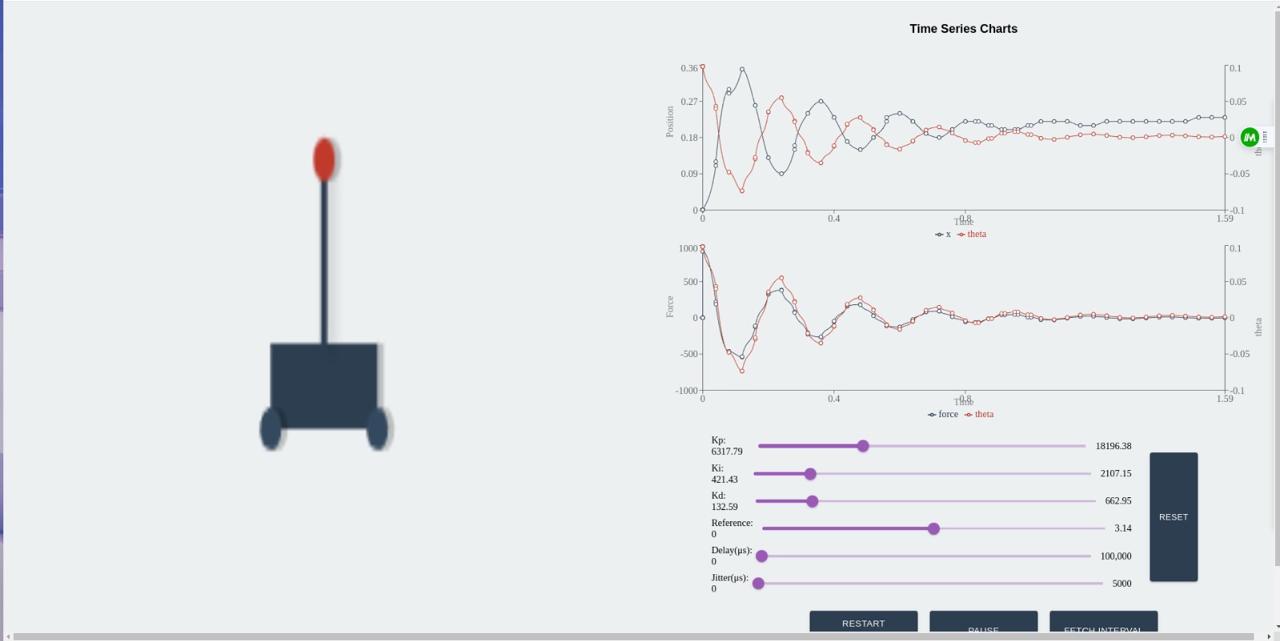 Time Series Charts
0.36
0.27
0.18
0.09
0
Position
0.1
0.05
0
-0.05
-0.1
0
0.4
0.8
1.59
Time
x theta
1000
500
0
-500
-1000
Force
0.1
0.05
0
-0.05
-0.1
theta
0
0.4
0.8
1.59
Time
force theta
Kp:
6317.79
18196.38
Ki:
421.43
2107.15
Kd:
132.59
662.95
Reference:
0
3.14
Delay(µs):
0
100,000
Jitter(µs):
0
5000
RESET
RESTART
PAUSE
FETCH INTERVAL